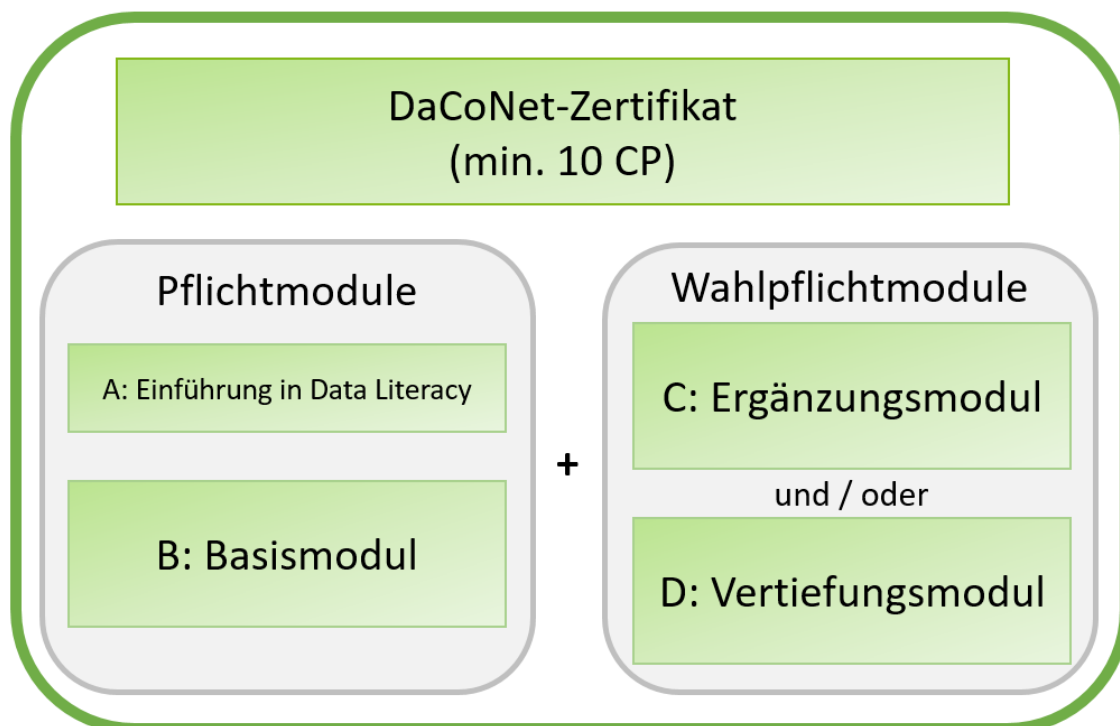 DaCoNet-Zertifikat
(min. 10 CP)
Pflichtmodule
A: Einführung in Data Literacy
B: Basismodul
+
Wahlpflichtmodule
C: Ergänzungsmodul
und / oder
D: Vertiefungsmodul